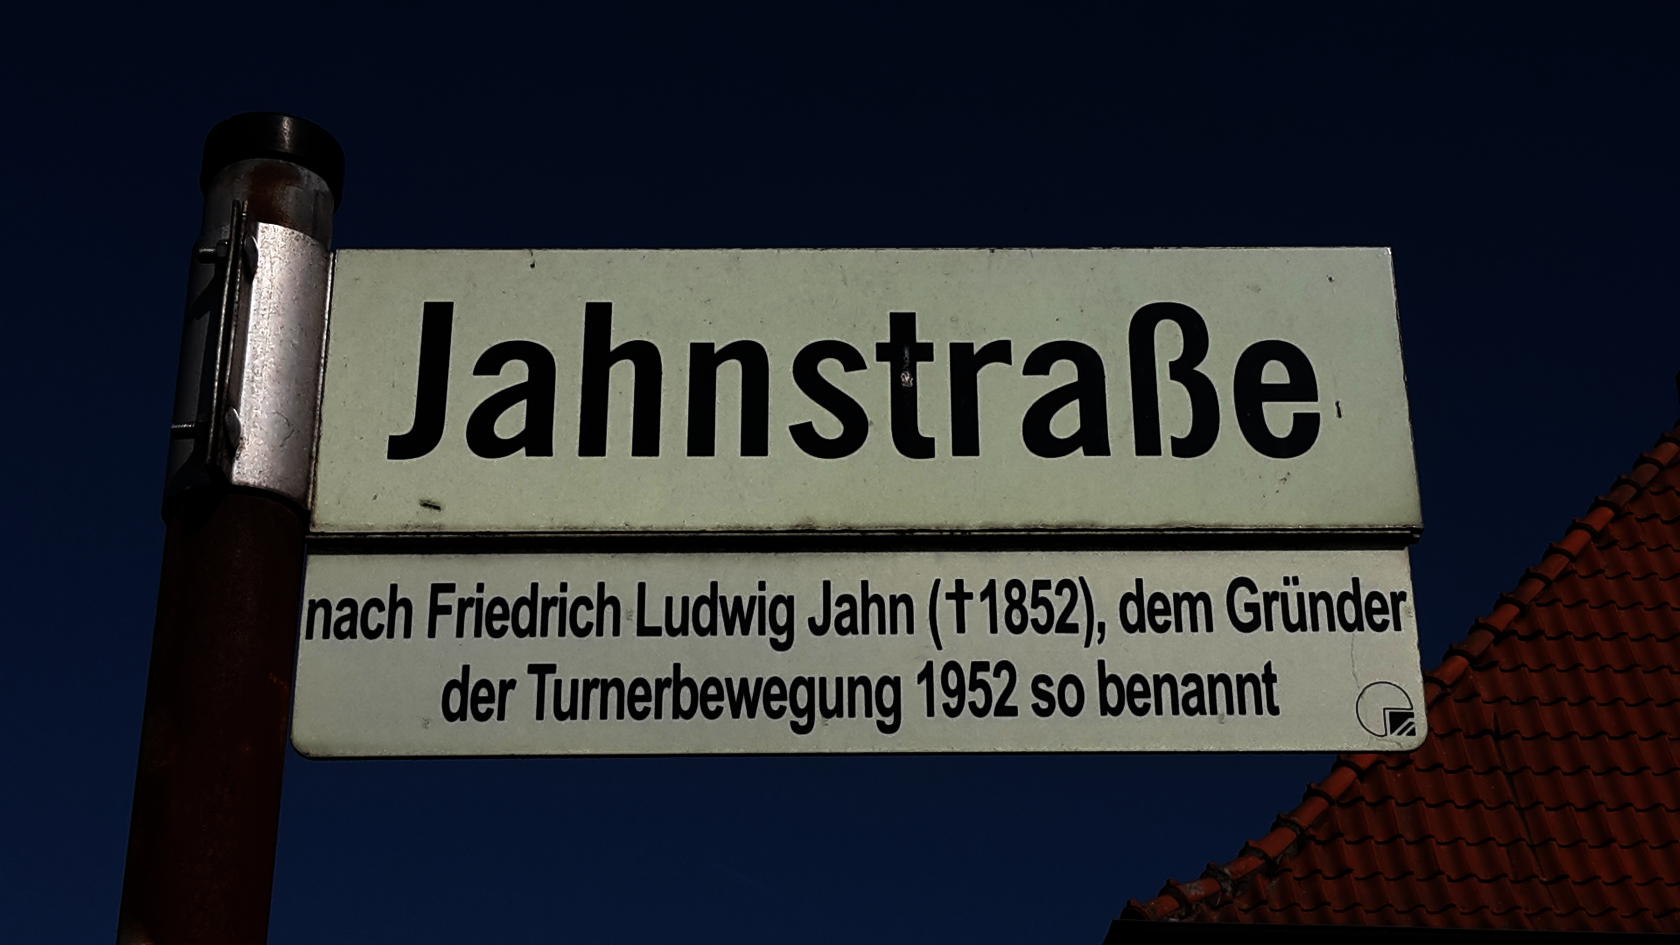 Jahnstraße
nach Friedrich Ludwig Jahn (†1852), dem Gründer
der Turnerbewegung 1952 so benannt